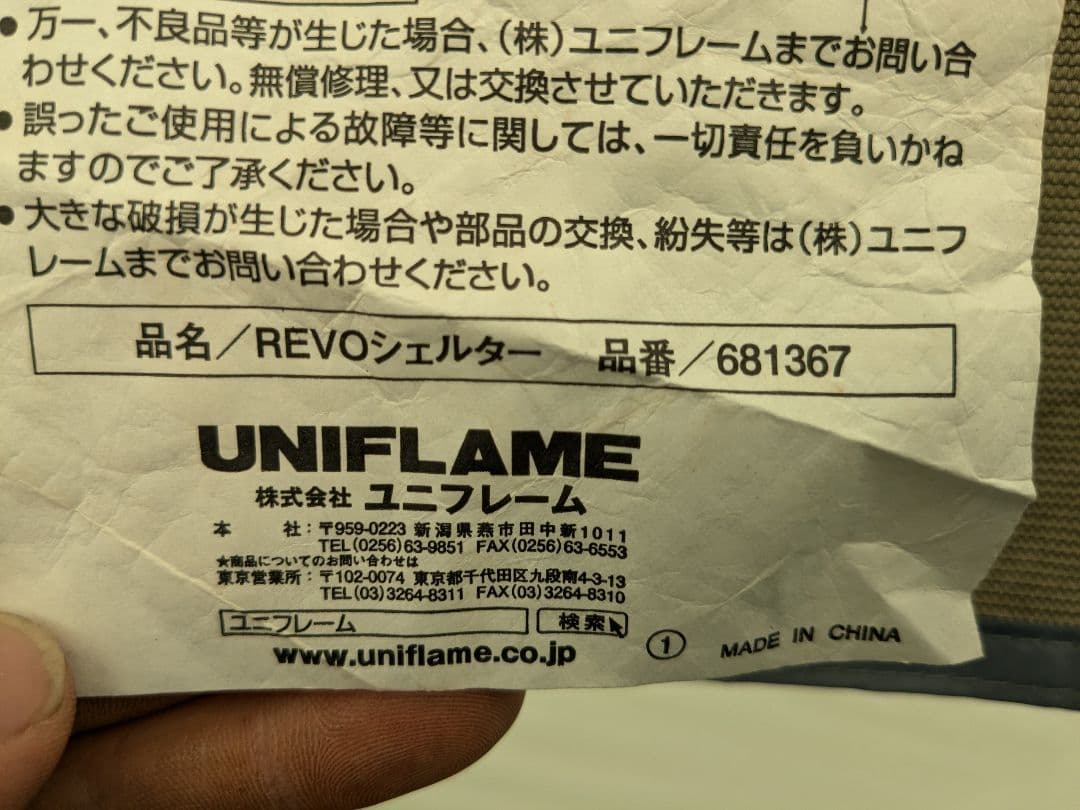 ● 万一、不良品等が生じた場合、(株)ユニフレームまでお問い合
わせください。無償修理、又は交換させていただきます。
● 誤ったご使用による故障等に関しては、一切責任を負いかね
ますのでご了承ください。
● 大きな破損が生じた場合や部品の交換、紛失等は(株)ユニフ
レームまでお問い合わせください。
品名／REVOシェルター 品番／681367
UNIFLAME
株式会社 ユニフレーム
本 社：〒959-0223 新潟県燕市田中新1011
TEL(0256)63-9851 FAX(0256)63-6553
★商品についてのお問い合わせは
東京営業所：〒102-0074 東京都千代田区九段南4-3-13
TEL(03)3264-8311 FAX(03)3264-8310
ユニフレーム 検索
www.uniflame.co.jp
① MADE IN CHINA